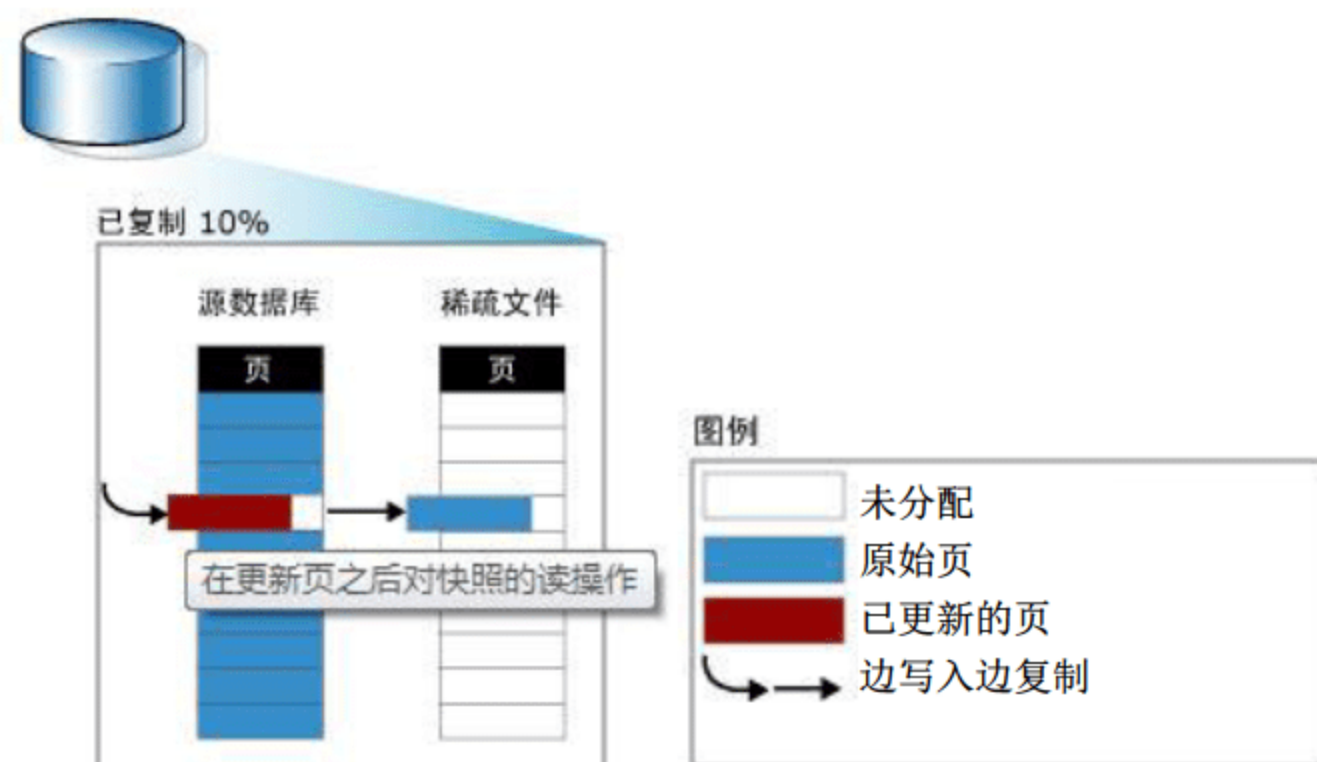 已复制 10%
源数据库
稀疏文件
页
页
在更新页之后对快照的读操作
图例
未分配
原始页
已更新的页
边写入边复制